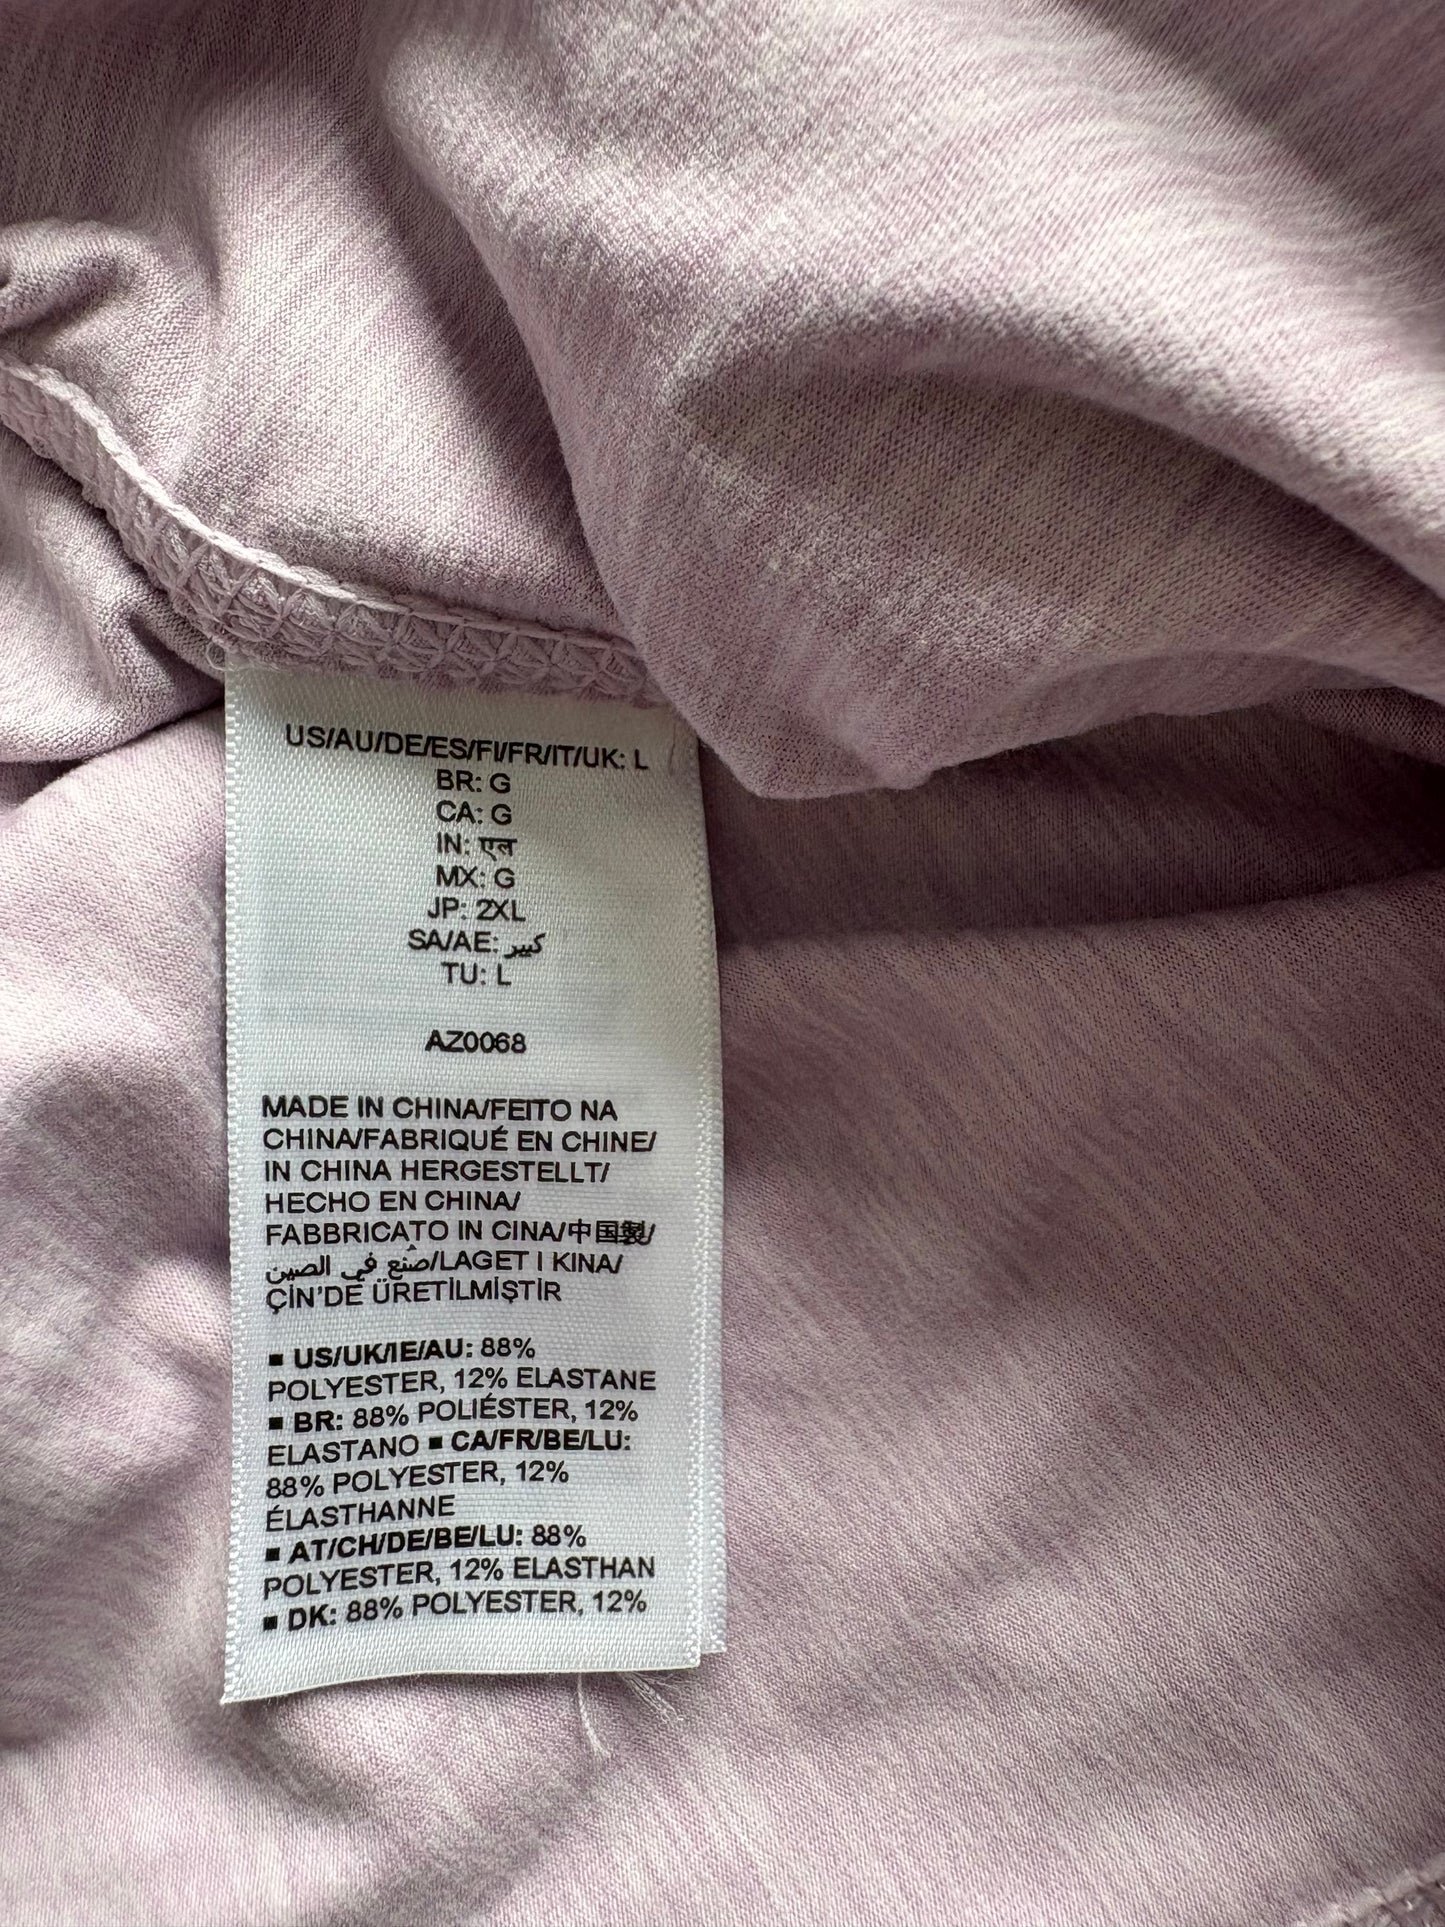 US/AU/DE/ES/FI/FR/IT/UK: L
BR: G
CA: G
IN: एल
MX: G
JP: 2XL
SA/AE: كبير
TU: L
AZ0068
MADE IN CHINA/FEITO NA
CHINA/FABRIQUÉ EN CHINE/
IN CHINA HERGESTELLT/
HECHO EN CHINA/
FABBRICATO IN CINA/中国製/
صُنع في الصين/LAGET I KINA/
ÇİN'DE ÜRETİLMİŞTİR
■ US/UK/IE/AU: 88%
POLYESTER, 12% ELASTANE
■ BR: 88% POLIÉSTER, 12%
ELASTANO ■ CA/FR/BE/LU:
88% POLYESTER, 12%
ÉLASTHANNE
■ AT/CH/DE/BE/LU: 88%
POLYESTER, 12% ELASTHAN
■ DK: 88% POLYESTER, 12%